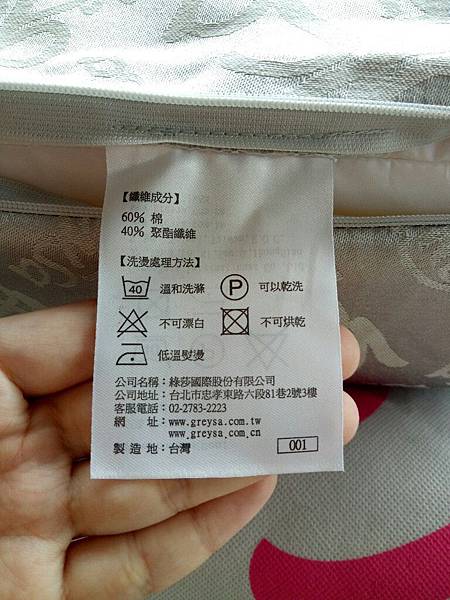 【纖維成分】
60% 棉
40% 聚酯纖維
【洗燙處理方法】
40 溫和洗滌 P 可以乾洗
不可漂白 不可烘乾
低溫熨燙
公司名稱：綠莎國際股份有限公司
公司地址：台北市忠孝東路六段81巷2號3樓
客服電話：02-2783-2223
網 址：www.greysa.com.tw
www.greysa.com.cn
製 造 地：台灣 001